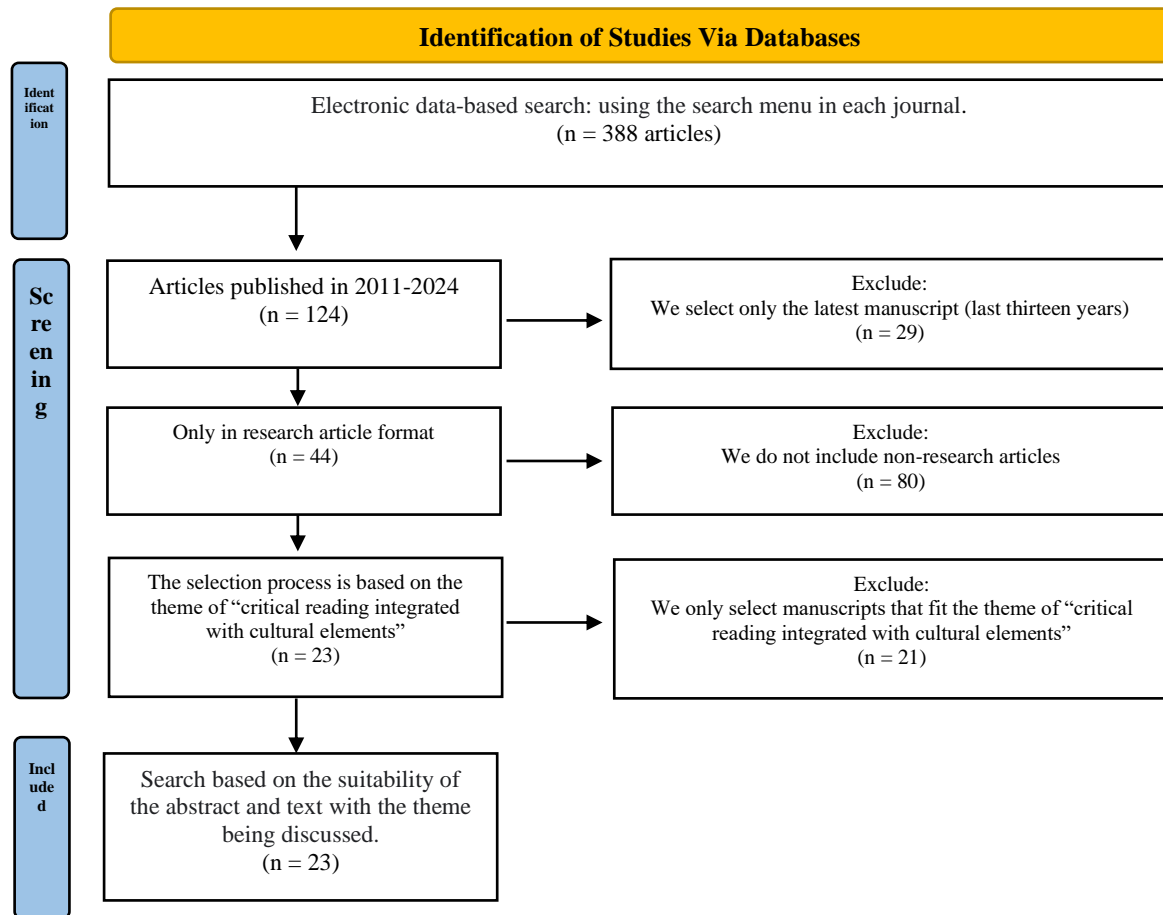 Identification of Studies Via Databases
Ident
ificat
ion
Electronic data-based search: using the search menu in each journal.
(n = 388 articles)
Sc
re
en
in
g
Articles published in 2011-2024
(n = 124)
Exclude:
We select only the latest manuscript (last thirteen years)
(n = 29)
Only in research article format
(n = 44)
Exclude:
We do not include non-research articles
(n = 80)
The selection process is based on the
theme of “critical reading integrated
with cultural elements”
(n = 23)
Exclude:
We only select manuscripts that fit the theme of “critical
reading integrated with cultural elements”
(n = 21)
Incl
ude
d
Search based on the suitability of
the abstract and text with the theme
being discussed.
(n = 23)